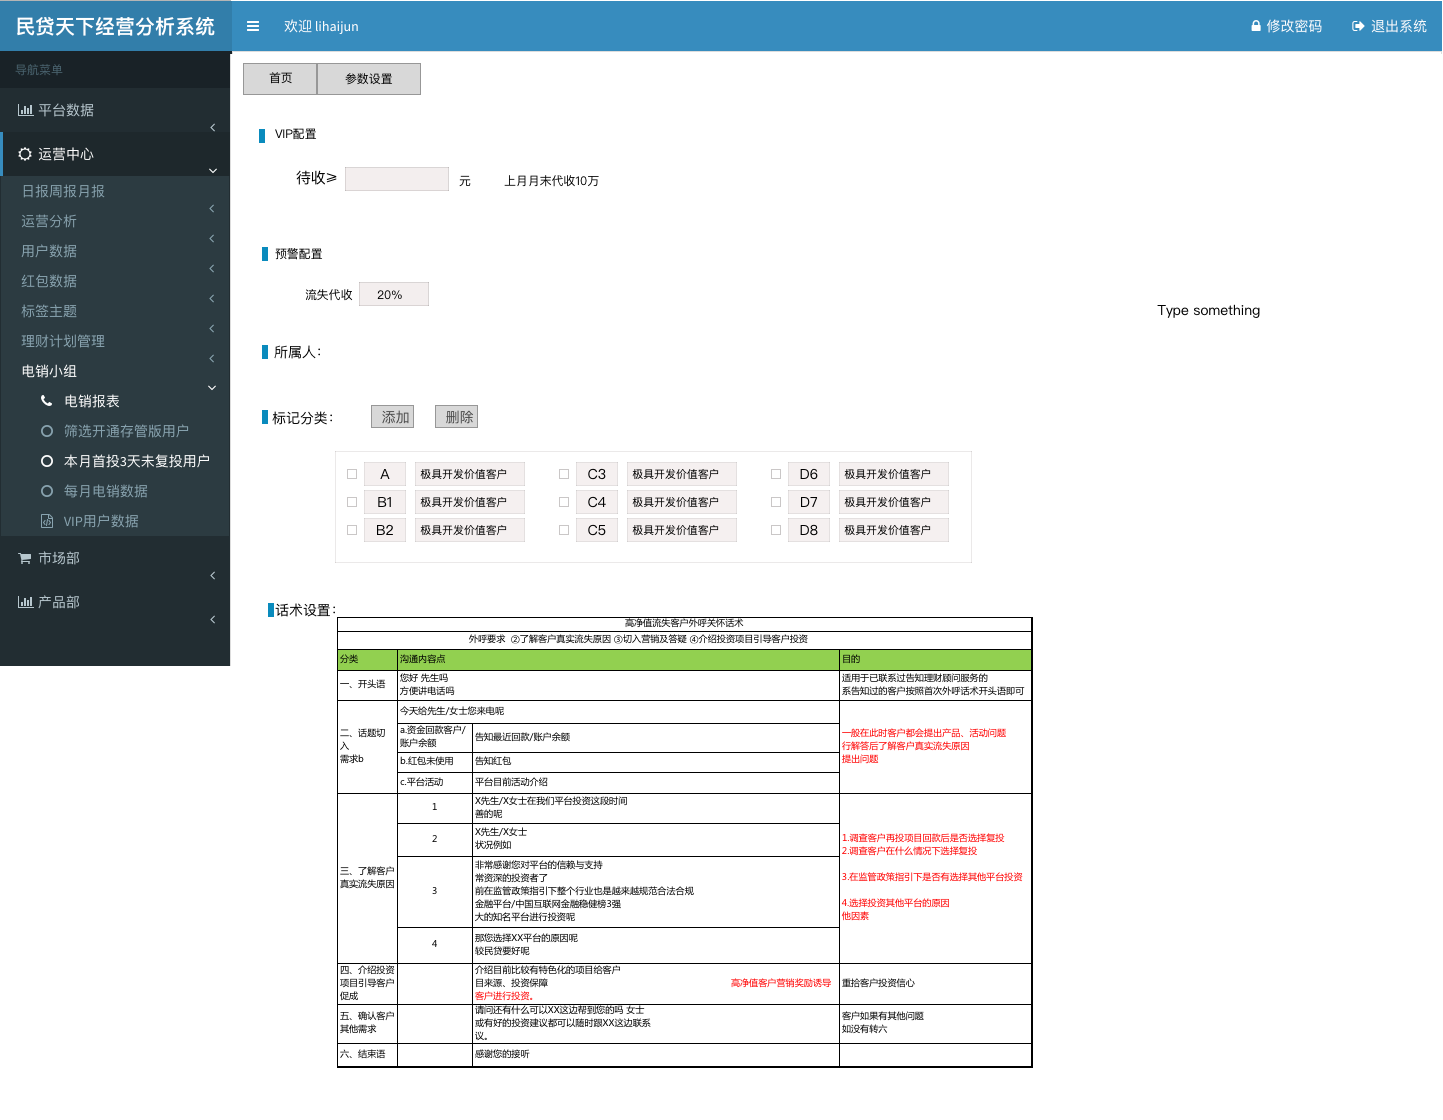 民贷天下经营分析系统
欢迎 lihaijun
修改密码
退出系统
导航菜单
平台数据
运营中心
日报周报月报
运营分析
用户数据
红包数据
标签主题
理财计划管理
电销小组
电销报表
筛选开通存管版用户
本月首投3天未复投用户
每月电销数据
VIP用户数据
市场部
产品部
首页
参数设置
VIP配置
待收≥
元
上月月末代收10万
预警配置
流失代收
20%
Type something
所属人：
标记分类：
添加
删除
A 极具开发价值客户
C3 极具开发价值客户
D6 极具开发价值客户
B1 极具开发价值客户
C4 极具开发价值客户
D7 极具开发价值客户
B2 极具开发价值客户
C5 极具开发价值客户
D8 极具开发价值客户
话术设置：
高净值流失客户外呼关怀话术
外呼要求 ②了解客户真实流失原因 ③切入营销及答疑 ④介绍投资项目引导客户投资
分类
沟通内容点
目的
一、开头语
您好 先生吗
方便讲电话吗
适用于已联系过告知理财顾问服务的
系告知过的客户按照首次外呼话术开头语即可
二、话题切
入
需求b
今天给先生/女士您来电呢
a.资金回款客户/
账户余额
告知最近回款/账户余额
b.红包未使用
告知红包
c.平台活动
平台目前活动介绍
一般在此时客户都会提出产品、活动问题
行解答后了解客户真实流失原因
提出问题
三、了解客户
真实流失原因
1
X先生/X女士在我们平台投资这段时间
善的呢
2
X先生/X女士
状况例如
3
非常感谢您对平台的信赖与支持
常资深的投资者了
前在监管政策指引下整个行业也是越来越规范合法合规
金融平台/中国互联网金融稳健榜3强
大的知名平台进行投资呢
4
那您选择XX平台的原因呢
较民贷要好呢
1.调查客户再投项目回款后是否选择复投
2.调查客户在什么情况下选择复投
3.在监管政策指引下是否有选择其他平台投资
4.选择投资其他平台的原因
他因素
四、介绍投资
项目引导客户
促成
介绍目前比较有特色化的项目给客户
目来源、投资保障 高净值客户营销奖励诱导
客户进行投资。
重拾客户投资信心
五、确认客户
其他需求
请问还有什么可以XX这边帮到您的吗 女士
或有好的投资建议都可以随时跟XX这边联系
议。
客户如果有其他问题
如没有转六
六、结束语
感谢您的接听